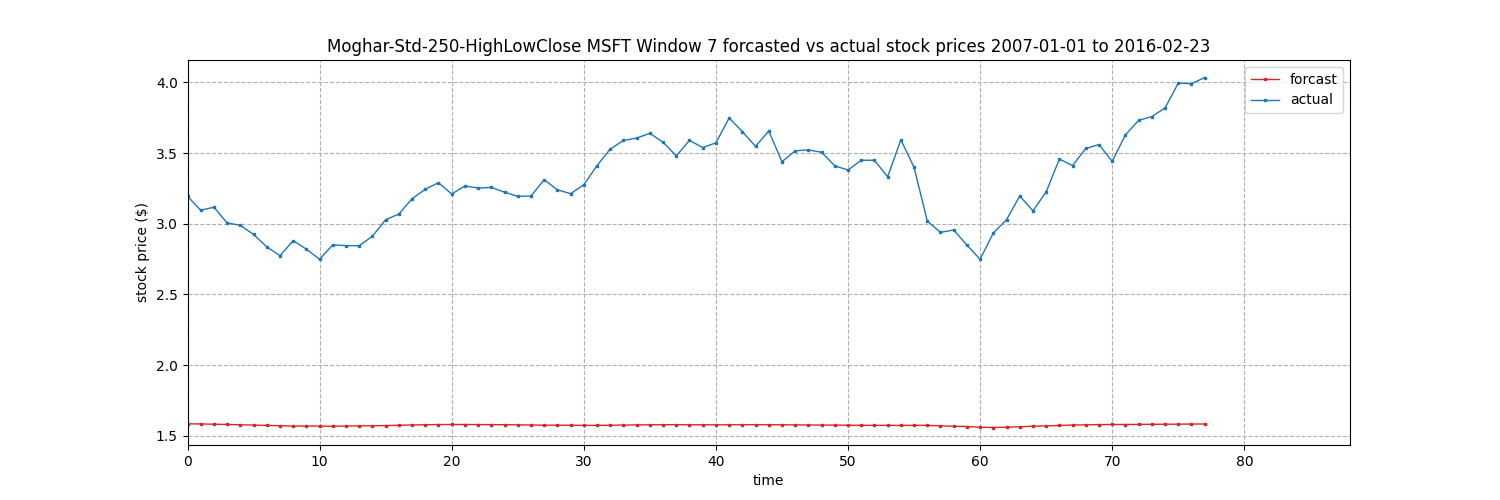 Moghar-Std-250-HighLowClose MSFT Window 7 forcasted vs actual stock prices 2007-01-01 to 2016-02-23
forcast
actual
stock price ($)
4.0
3.5
3.0
2.5
2.0
1.5
0 10 20 30 40 50 60 70 80
time